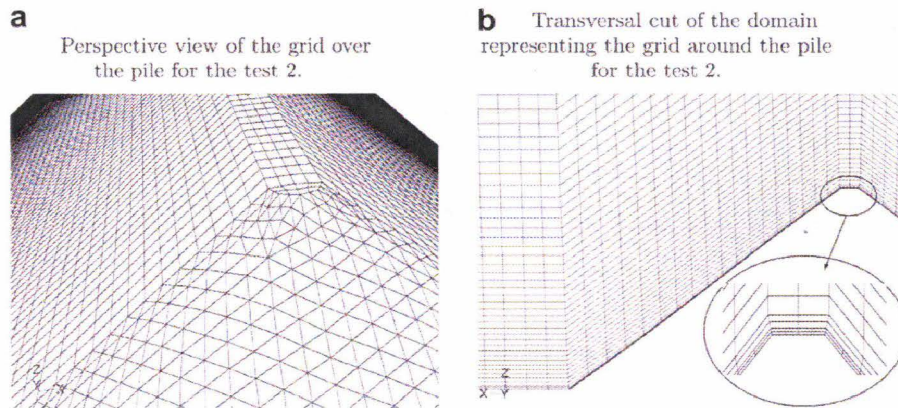 a
Perspective view of the grid over
the pile for the test 2.
b
Transversal cut of the domain
representing the grid around the pile
for the test 2.
Z
Y X
Z
X Y